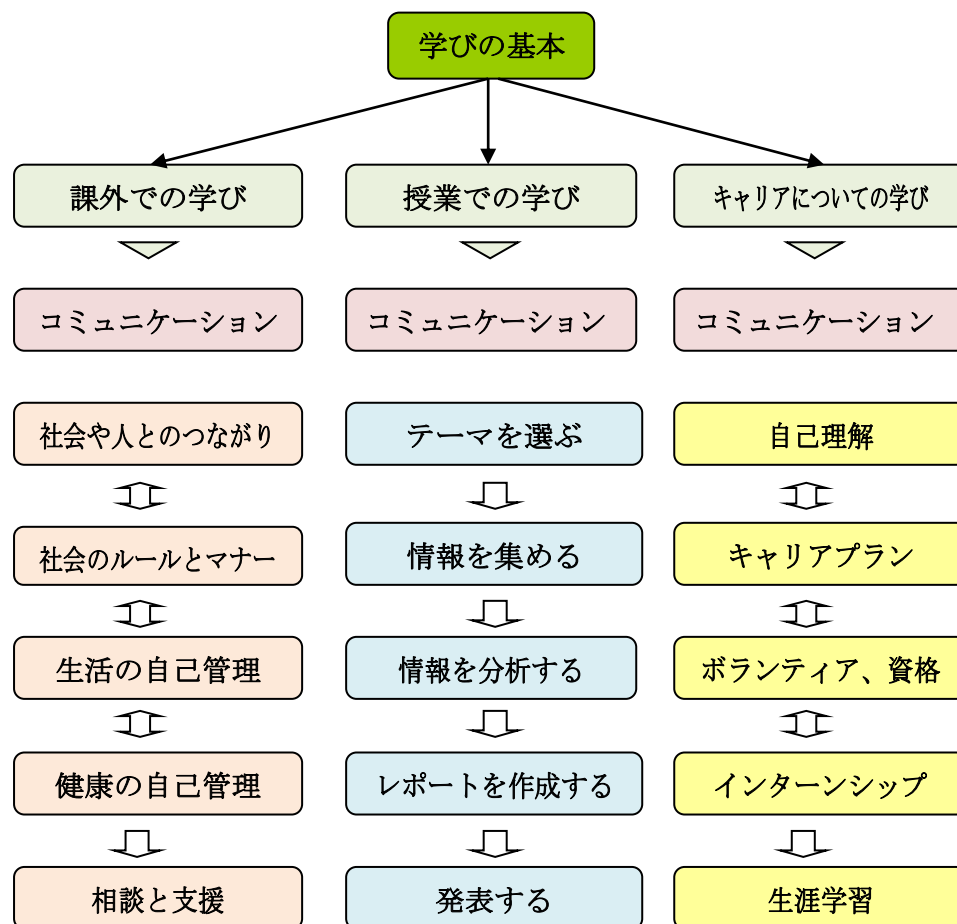 学びの基本
課外での学び
授業での学び
キャリアについての学び
コミュニケーション
コミュニケーション
コミュニケーション
社会や人とのつながり
テーマを選ぶ
自己理解
社会のルールとマナー
情報を集める
キャリアプラン
生活の自己管理
情報を分析する
ボランティア、資格
健康の自己管理
レポートを作成する
インターンシップ
相談と支援
発表する
生涯学習